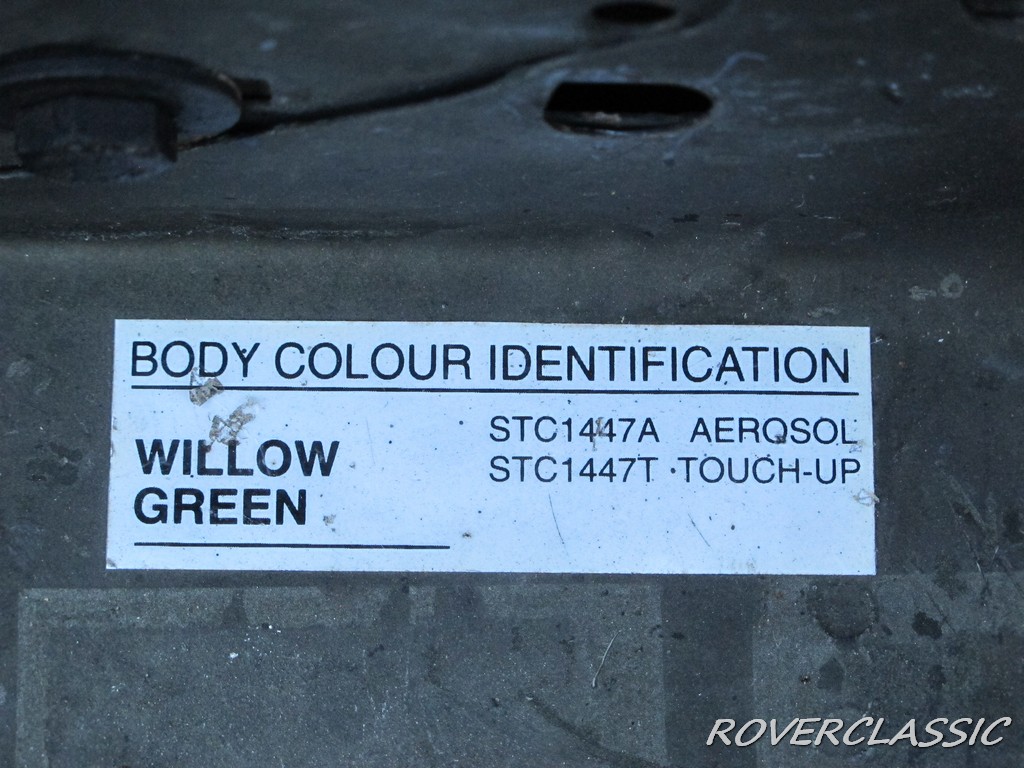 BODY COLOUR IDENTIFICATION
WILLOW
GREEN
STC1447A AEROSOL
STC1447T TOUCH-UP
ROVERCLASSIC